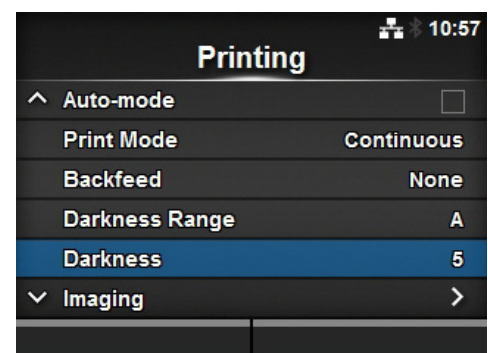 10:57
Printing
Auto-mode
Print Mode Continuous
Backfeed None
Darkness Range A
Darkness 5
Imaging